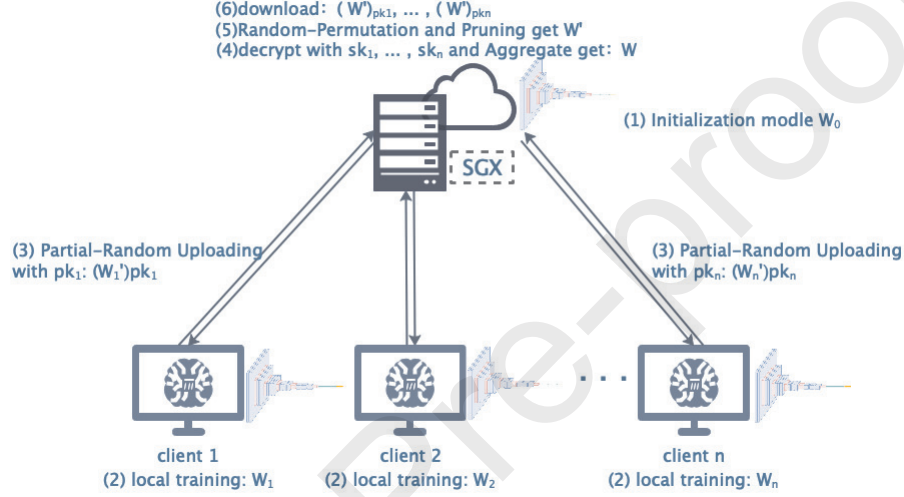 (6)download: (W')pk1, ... , (W')pkn
(5)Random-Permutation and Pruning get W'
(4)decrypt with sk₁, ... , skₙ and Aggregate get: W
(1) Initialization modle W₀
SGX
(3) Partial-Random Uploading
with pk₁: (W₁')pk₁
(3) Partial-Random Uploading
with pkₙ: (Wₙ')pkₙ
. . .
client 1
(2) local training: W₁
client 2
(2) local training: W₂
client n
(2) local training: Wₙ
Pre-proo